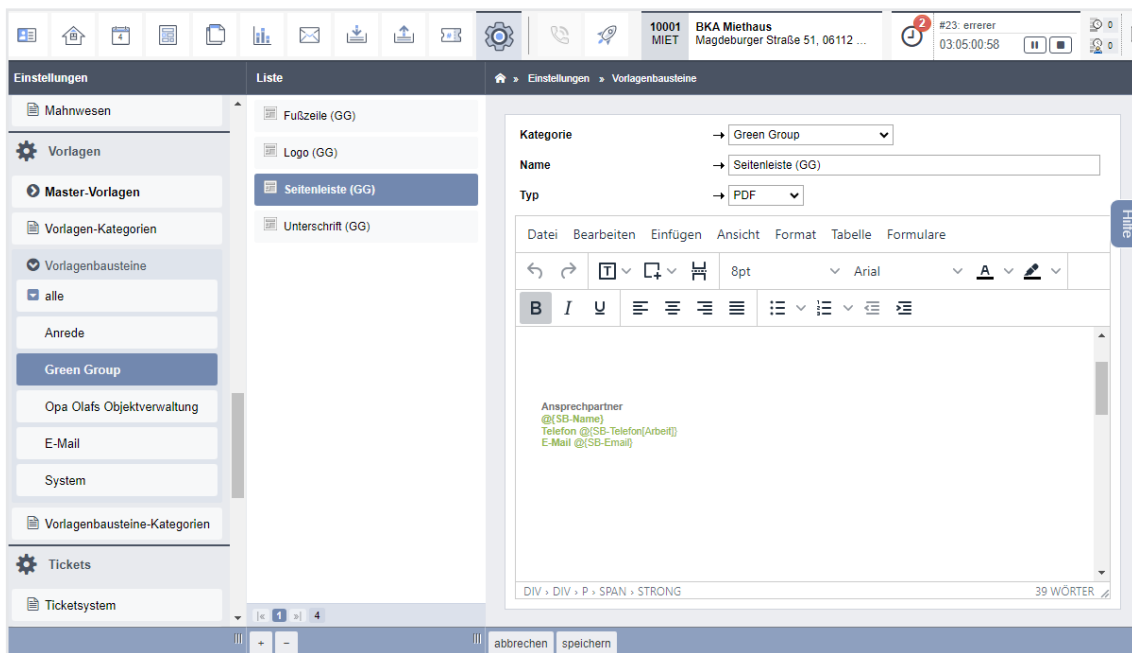 4
#
10001
MIET
BKA Miethaus
Magdeburger Straße 51, 06112 ...
2
#23: errerer
03:05:00:58
0
0
Einstellungen
Liste
» Einstellungen » Vorlagenbausteine
Mahnwesen
Vorlagen
Master-Vorlagen
Vorlagen-Kategorien
Vorlagenbausteine
alle
Anrede
Green Group
Opa Olafs Objektverwaltung
E-Mail
System
Vorlagenbausteine-Kategorien
Tickets
Ticketsystem
Fußzeile (GG)
Logo (GG)
Seitenleiste (GG)
Unterschrift (GG)
|« 1 »| 4
+ −
Kategorie → Green Group
Name → Seitenleiste (GG)
Typ → PDF
Hilfe
Datei Bearbeiten Einfügen Ansicht Format Tabelle Formulare
T 8pt Arial A
B I U
Ansprechpartner
@{SB-Name}
Telefon @{SB-Telefon[Arbeit]}
E-Mail @{SB-Email}
DIV › DIV › P › SPAN › STRONG 39 WÖRTER
abbrechen speichern